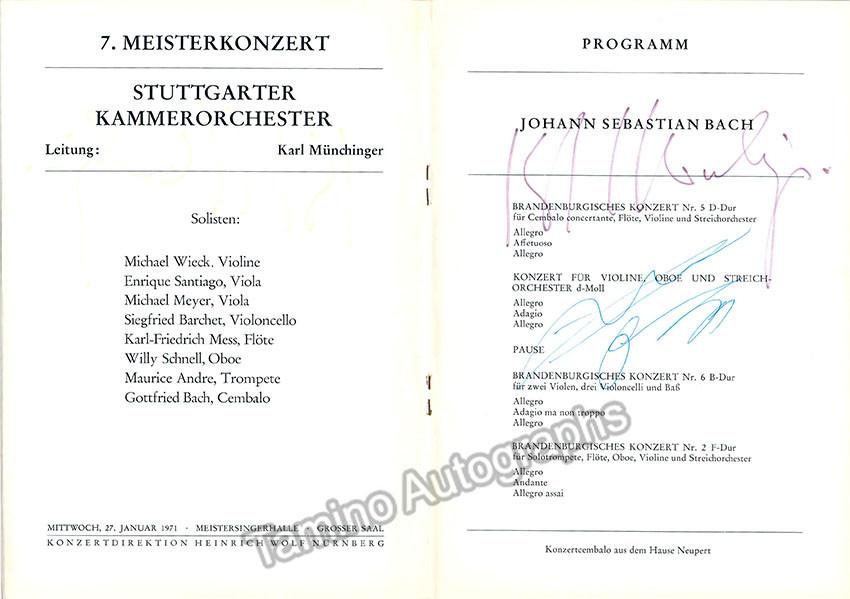 7. MEISTERKONZERT
STUTTGARTER
KAMMERORCHESTER
Leitung: Karl Münchinger
Solisten:
Michael Wieck. Violine
Enrique Santiago, Viola
Michael Meyer, Viola
Siegfried Barchet, Violoncello
Karl-Friedrich Mess, Flöte
Willy Schnell, Oboe
Maurice Andre, Trompete
Gottfried Bach, Cembalo
MITTWOCH, 27. JANUAR 1971 · MEISTERSINGERHALLE · GROSSER SAAL
KONZERTDIREKTION HEINRICH WOLF NÜRNBERG
PROGRAMM
JOHANN SEBASTIAN BACH
BRANDENBURGISCHES KONZERT Nr. 5 D-Dur
für Cembalo concertante, Flöte, Violine und Streichorchester
Allegro
Affetuoso
Allegro
KONZERT FÜR VIOLINE, OBOE UND STREICH-
ORCHESTER d-Moll
Allegro
Adagio
Allegro
PAUSE
BRANDENBURGISCHES KONZERT Nr. 6 B-Dur
für zwei Violen, drei Violoncelli und Baß
Allegro
Adagio ma non troppo
Allegro
BRANDENBURGISCHES KONZERT Nr. 2 F-Dur
für Solotrompete, Flöte, Oboe, Violine und Streichorchester
Allegro
Andante
Allegro assai
Konzertcembalo aus dem Hause Neupert
Tamino Autographs